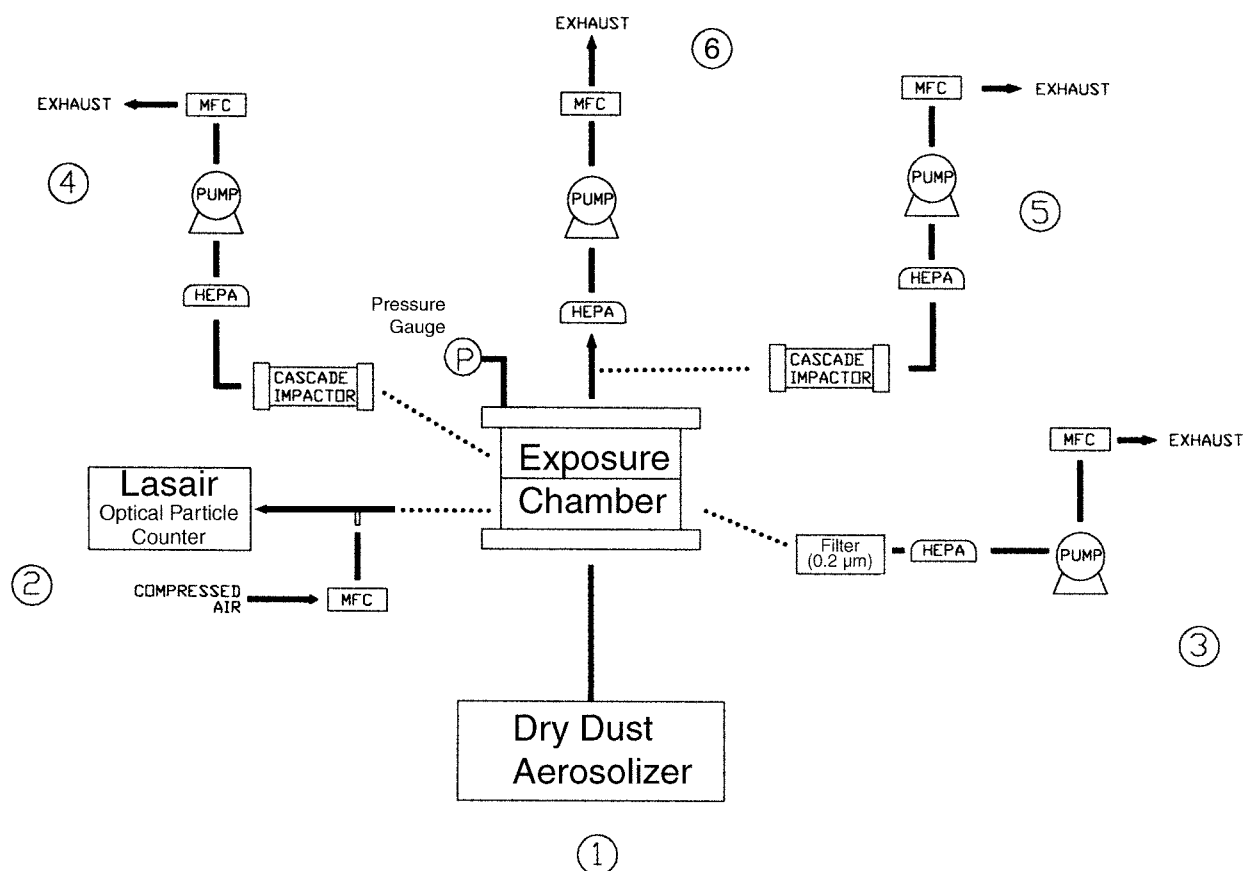 EXHAUST
⑥
MFC
PUMP
HEPA
EXHAUST
MFC
④
PUMP
HEPA
CASCADE
IMPACTOR
MFC
EXHAUST
PUMP
⑤
HEPA
CASCADE
IMPACTOR
Pressure
Gauge
P
Exposure
Chamber
Lasair
Optical Particle
Counter
②
COMPRESSED
AIR
MFC
MFC
EXHAUST
Filter
(0.2 µm)
HEPA
PUMP
③
Dry Dust
Aerosolizer
①